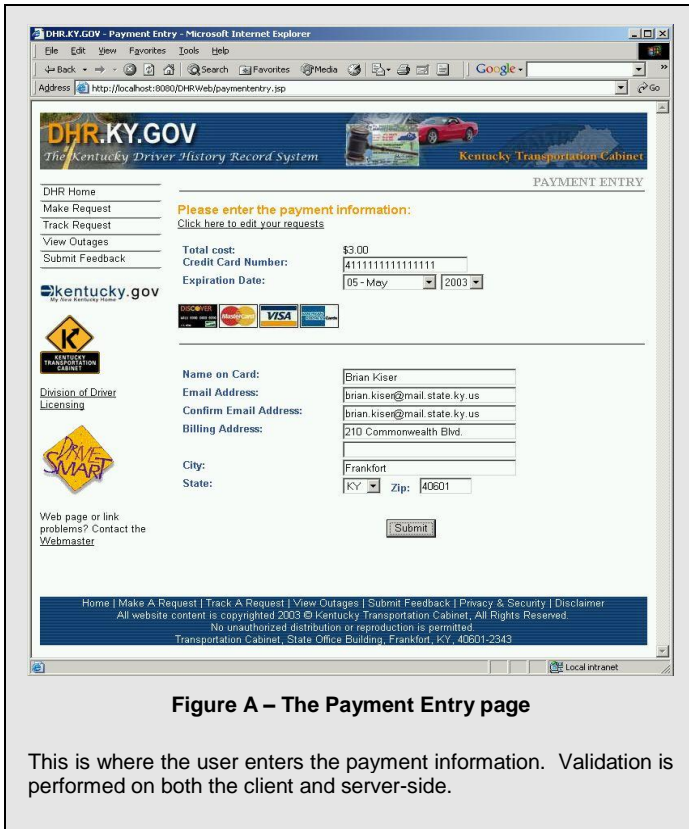 DHR.KY.GOV - Payment Entry - Microsoft Internet Explorer
File Edit View Favorites Tools Help
Back Search Favorites Media Google
Address http://localhost:8080/DHRWeb/paymententry.jsp Go
DHR.KY.GOV
The Kentucky Driver History Record System
Kentucky Transportation Cabinet
PAYMENT ENTRY
DHR Home
Make Request
Track Request
View Outages
Submit Feedback
kentucky.gov
My New Kentucky Home
K
KENTUCKY
TRANSPORTATION
CABINET
Division of Driver
Licensing
DRIVE
SMART
Web page or link
problems? Contact the
Webmaster
Please enter the payment information:
Click here to edit your requests
Total cost: $3.00
Credit Card Number: 4111111111111111
Expiration Date: 05 - May 2003
DISCOVER MasterCard VISA Cards
Name on Card: Brian Kiser
Email Address: brian.kiser@mail.state.ky.us
Confirm Email Address: brian.kiser@mail.state.ky.us
Billing Address: 210 Commonwealth Blvd.
City: Frankfort
State: KY Zip: 40601
Submit
Home | Make A Request | Track A Request | View Outages | Submit Feedback | Privacy & Security | Disclaimer
All website content is copyrighted 2003 © Kentucky Transportation Cabinet, All Rights Reserved.
No unauthorized distribution or reproduction is permitted.
Transportation Cabinet, State Office Building, Frankfort, KY, 40601-2343
Local intranet
Figure A – The Payment Entry page
This is where the user enters the payment information. Validation is
performed on both the client and server-side.